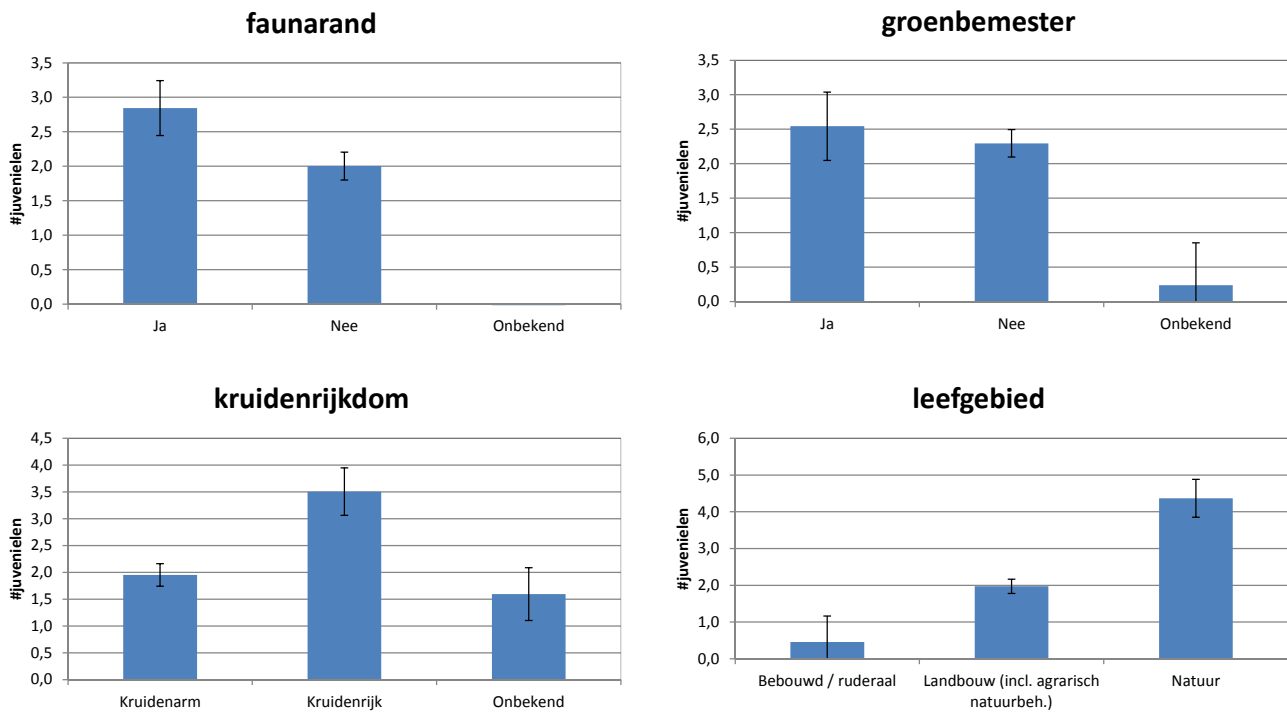 faunarand
3,5
3,0
2,5
2,0
1,5
1,0
0,5
0,0
#juvenielen
Ja Nee Onbekend
groenbemester
3,5
3,0
2,5
2,0
1,5
1,0
0,5
0,0
#juvenielen
Ja Nee Onbekend
kruidenrijkdom
4,5
4,0
3,5
3,0
2,5
2,0
1,5
1,0
0,5
0,0
#juvenielen
Kruidenarm Kruidenrijk Onbekend
leefgebied
6,0
5,0
4,0
3,0
2,0
1,0
0,0
#juvenielen
Bebouwd / ruderaal Landbouw (incl. agrarisch Natuur
natuurbeh.)